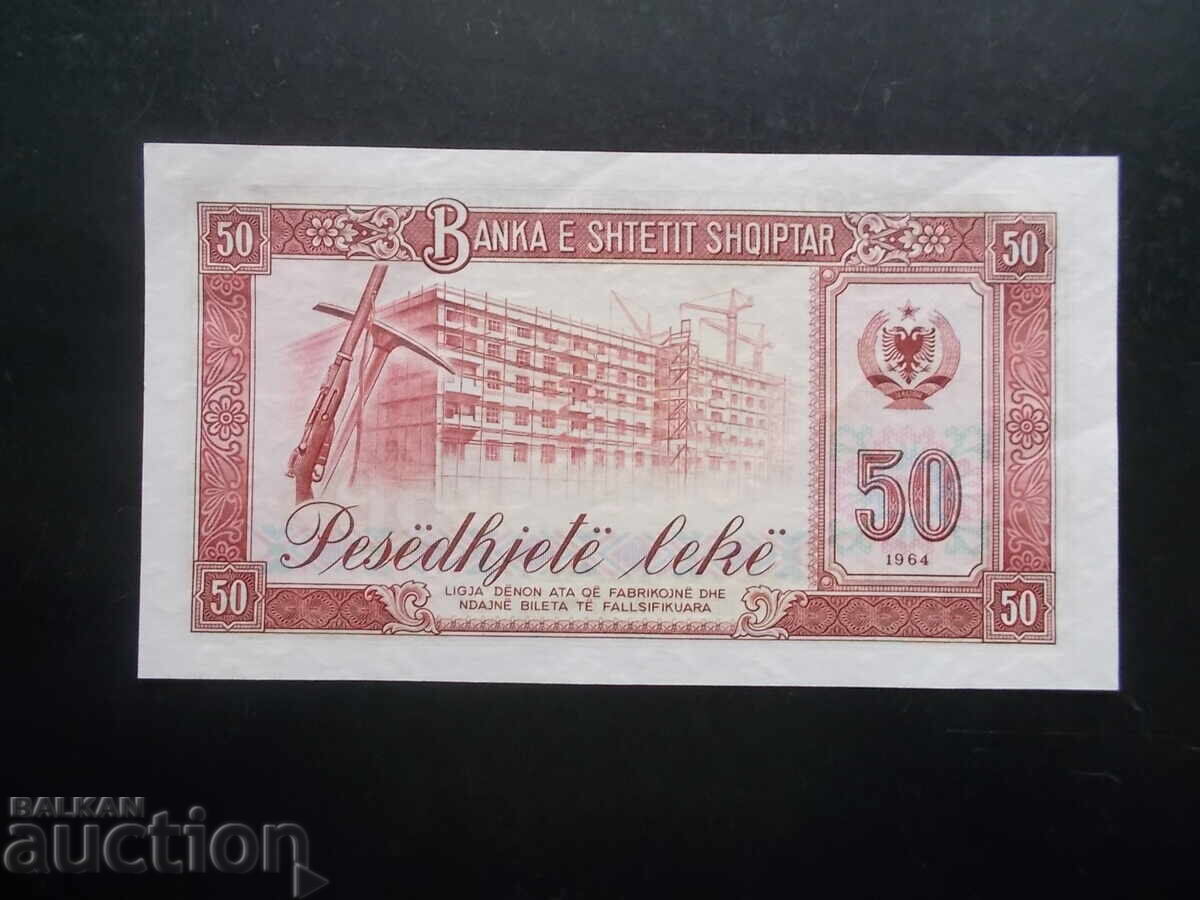 50 BANKA E SHTETIT SHQIPTAR 50
50
1964
Pesëdhjetë lekë
LIGJA DËNON ATA QË FABRIKOJNË DHE
NDAJNË BILETA TË FALLSIFIKUARA
50 50
BALKAN
auction